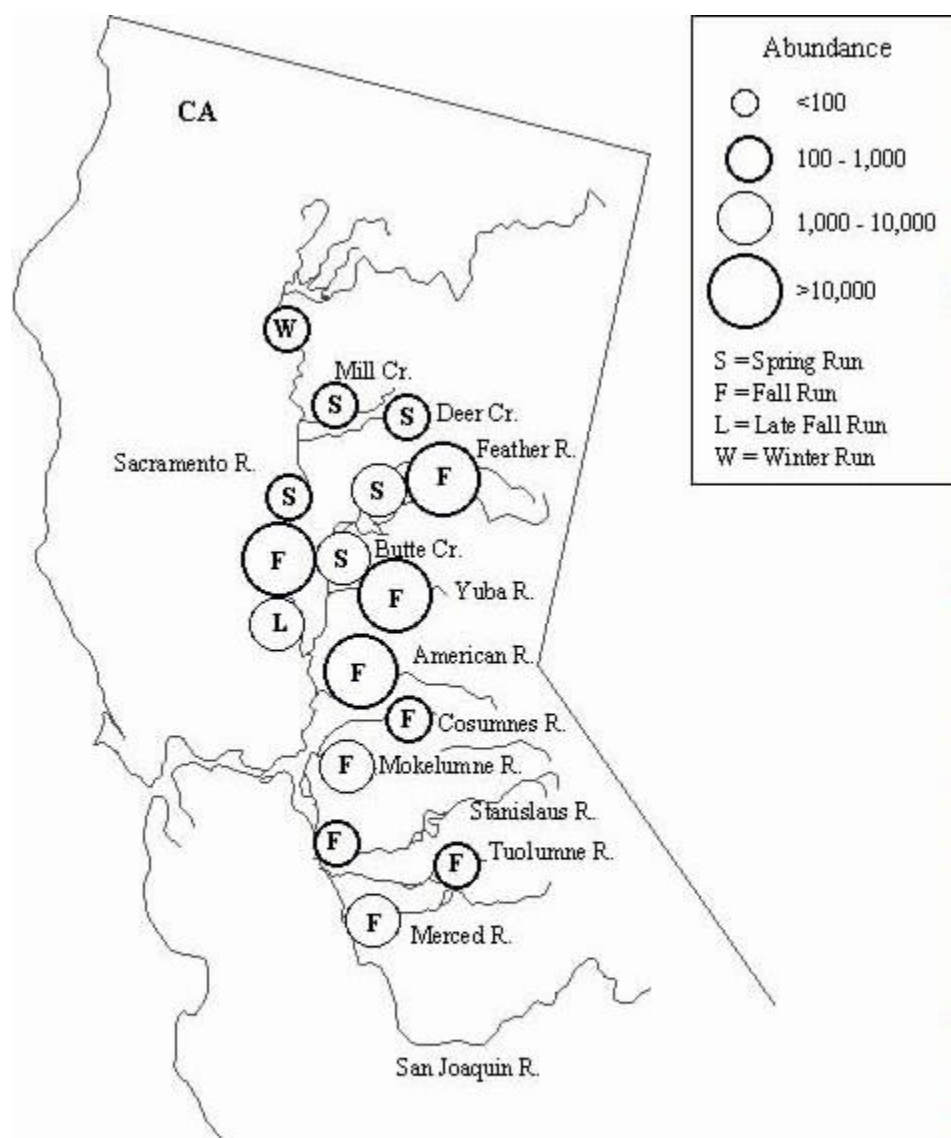 Abundance
<100
100 - 1,000
1,000 - 10,000
>10,000
S = Spring Run
F = Fall Run
L = Late Fall Run
W = Winter Run
CA
W
Mill Cr.
S
S
Deer Cr.
Feather R.
Sacramento R.
F
S
S
F
S
Butte Cr.
F
Yuba R.
L
American R.
F
F
Cosumnes R.
F
Mokelumne R.
Stanislaus R.
F
F
Tuolumne R.
F
Merced R.
San Joaquin R.